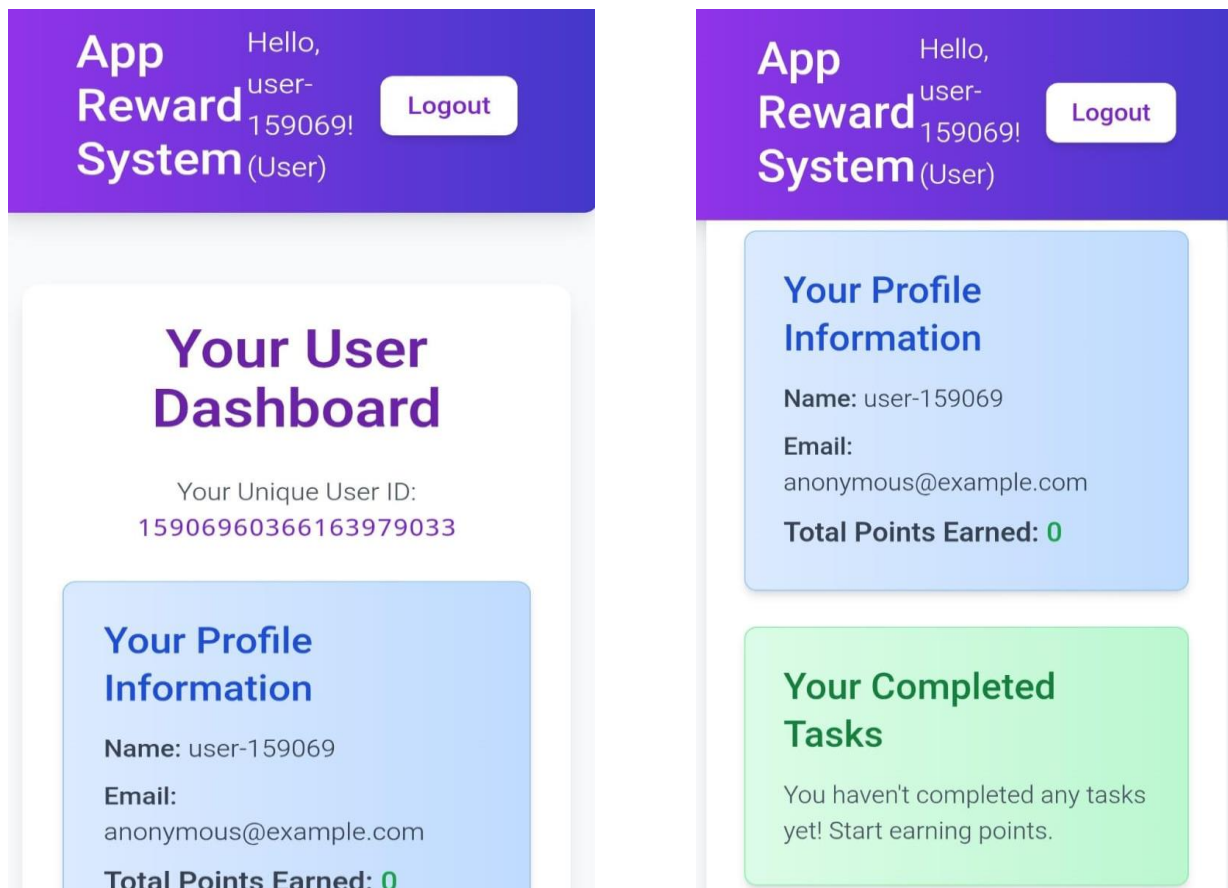 App
Reward
System
Hello,
user-
159069!
(User)
Logout
Your User
Dashboard
Your Unique User ID:
15906960366163979033
Your Profile
Information
Name: user-159069
Email:
anonymous@example.com
Total Points Earned: 0
App
Reward
System
Hello,
user-
159069!
(User)
Logout
Your Profile
Information
Name: user-159069
Email:
anonymous@example.com
Total Points Earned: 0
Your Completed
Tasks
You haven't completed any tasks
yet! Start earning points.